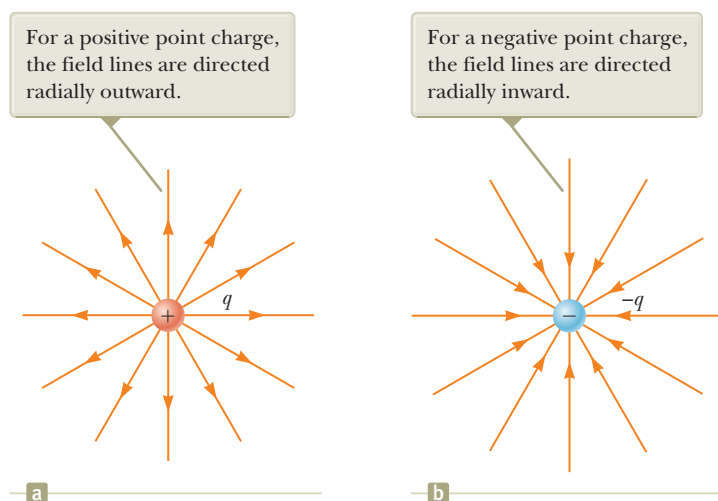 For a positive point charge,
the field lines are directed
radially outward.
q
+
a
For a negative point charge,
the field lines are directed
radially inward.
−q
−
b